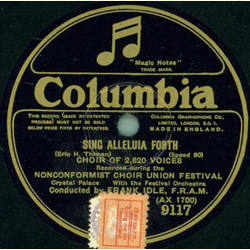 "Magic Notes"
TRADE MARK.
Columbia
THIS RECORD (MADE BY PATENTED PROCESS) MUST NOT BE SOLD BELOW PRICE FIXED BY PATENTEES.
COLUMBIA GRAPHOPHONE CO., LIMITED, LONDON, E.C.1.
MADE IN ENGLAND.
SING ALLELUIA FORTH
(Eric H. Thiman) (Speed 80)
CHOIR OF 2,620 VOICES
Recorded during the
NONCONFORMIST CHOIR UNION FESTIVAL
Crystal Palace With the Festival Orchestra
Conducted by FRANK IDLE, F.R.A.M.
(AX 1700)
9117